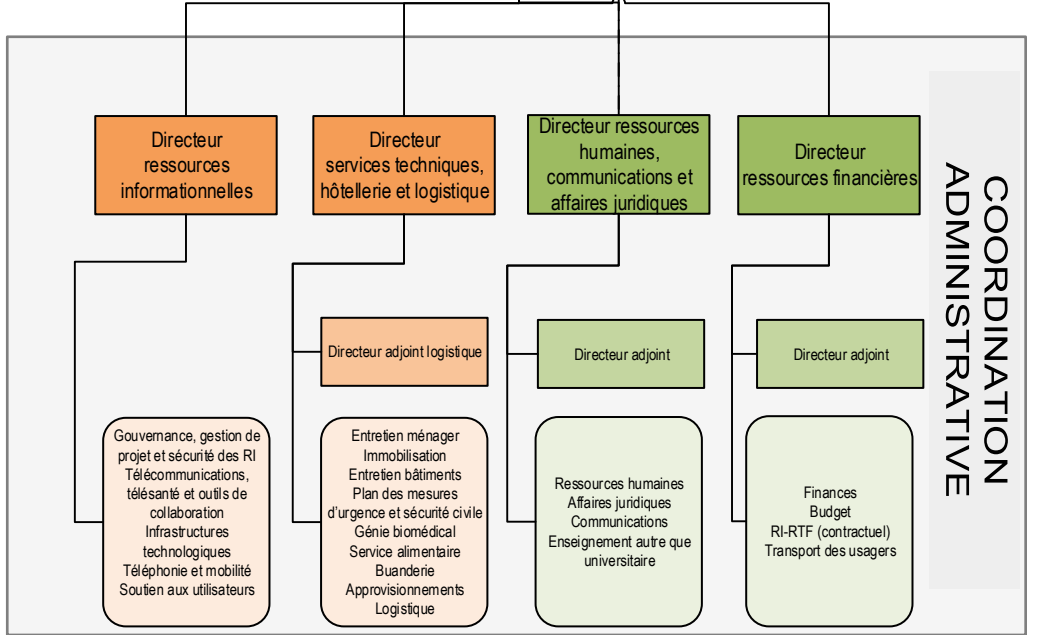 Directeur
ressources
informationnelles
Directeur
services techniques,
hôtellerie et logistique
Directeur ressources
humaines,
communications et
affaires juridiques
Directeur
ressources financières
COORDINATION
ADMINISTRATIVE
Directeur adjoint logistique
Directeur adjoint
Directeur adjoint
Gouvernance, gestion de
projet et sécurité des RI
Télécommunications,
télésanté et outils de
collaboration
Infrastructures
technologiques
Téléphonie et mobilité
Soutien aux utilisateurs
Entretien ménager
Immobilisation
Entretien bâtiments
Plan des mesures
d'urgence et sécurité civile
Génie biomédical
Service alimentaire
Buanderie
Approvisionnements
Logistique
Ressources humaines
Affaires juridiques
Communications
Enseignement autre que
universitaire
Finances
Budget
RI-RTF (contractuel)
Transport des usagers